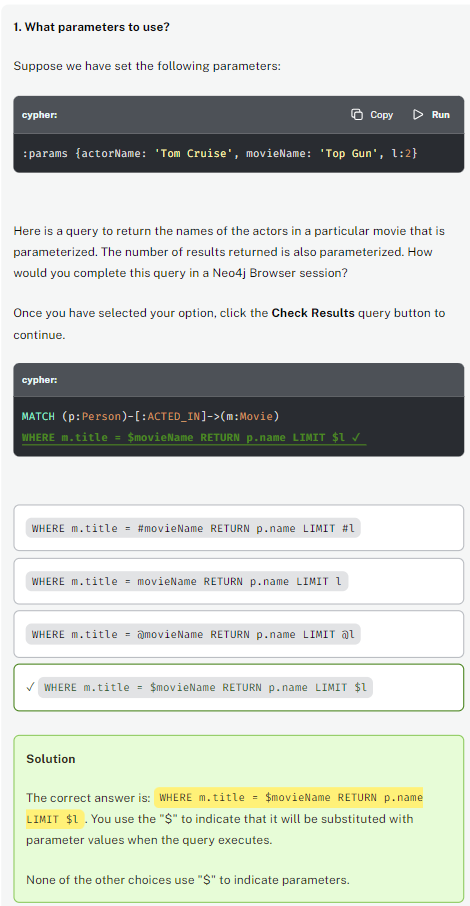 1. What parameters to use?
Suppose we have set the following parameters:
cypher:
Copy
Run
:params {actorName: 'Tom Cruise', movieName: 'Top Gun', l:2}
Here is a query to return the names of the actors in a particular movie that is
parameterized. The number of results returned is also parameterized. How
would you complete this query in a Neo4j Browser session?
Once you have selected your option, click the Check Results query button to
continue.
cypher:
MATCH (p:Person)-[:ACTED_IN]->(m:Movie)
WHERE m.title = $movieName RETURN p.name LIMIT $l ✓
WHERE m.title = #movieName RETURN p.name LIMIT #l
WHERE m.title = movieName RETURN p.name LIMIT l
WHERE m.title = @movieName RETURN p.name LIMIT @l
✓ WHERE m.title = $movieName RETURN p.name LIMIT $l
Solution
The correct answer is: WHERE m.title = $movieName RETURN p.name
LIMIT $l . You use the "$" to indicate that it will be substituted with
parameter values when the query executes.
None of the other choices use "$" to indicate parameters.